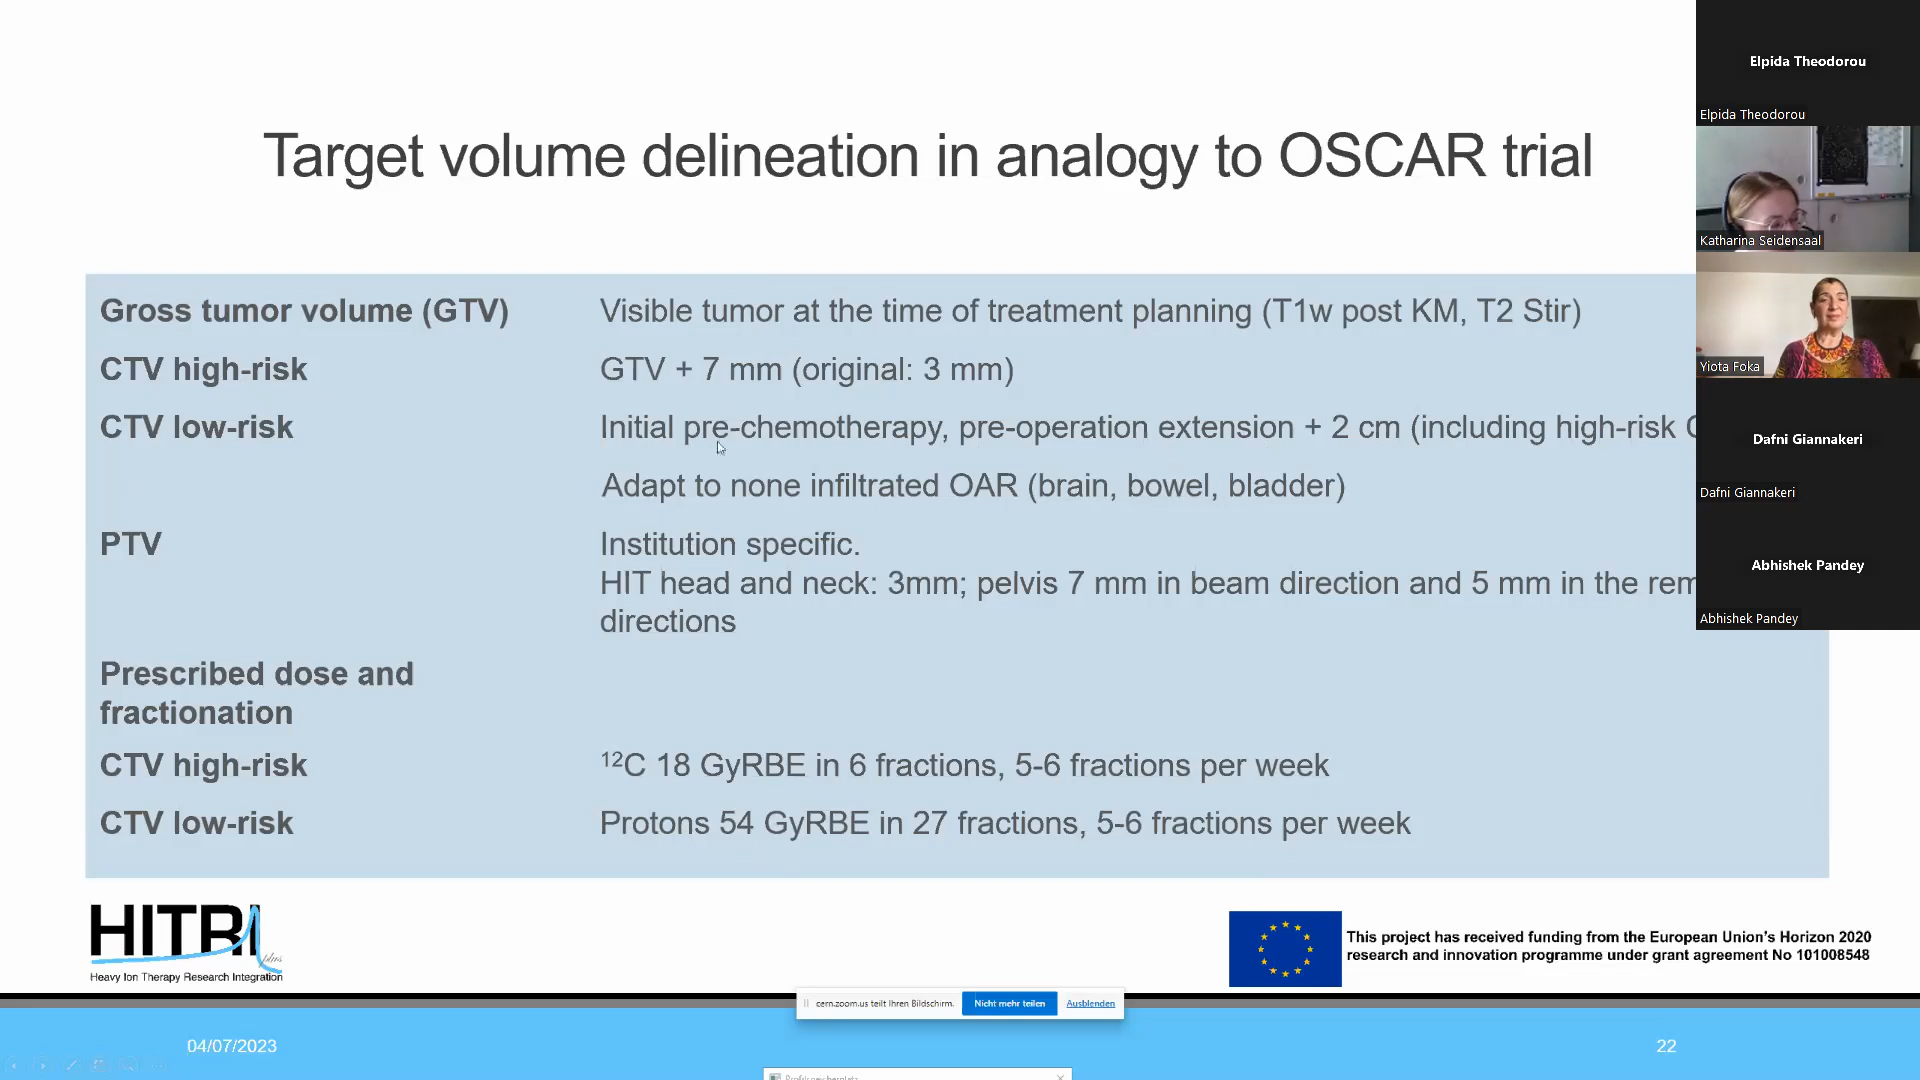 Target volume delineation in analogy to OSCAR trial
Gross tumor volume (GTV) Visible tumor at the time of treatment planning (T1w post KM, T2 Stir)
CTV high-risk GTV + 7 mm (original: 3 mm)
CTV low-risk Initial pre-chemotherapy, pre-operation extension + 2 cm (including high-risk
Adapt to none infiltrated OAR (brain, bowel, bladder)
PTV Institution specific.
HIT head and neck: 3mm; pelvis 7 mm in beam direction and 5 mm in the rem
directions
Prescribed dose and
fractionation
CTV high-risk ¹²C 18 GyRBE in 6 fractions, 5-6 fractions per week
CTV low-risk Protons 54 GyRBE in 27 fractions, 5-6 fractions per week
HITRI plus
Heavy Ion Therapy Research Integration
This project has received funding from the European Union's Horizon 2020
research and innovation programme under grant agreement No 101008548
cern.zoom.us teilt Ihren Bildschirm. Nicht mehr teilen Ausblenden
04/07/2023
22
Elpida Theodorou
Elpida Theodorou
Katharina Seidensaal
Yiota Foka
Dafni Giannakeri
Dafni Giannakeri
Abhishek Pandey
Abhishek Pandey